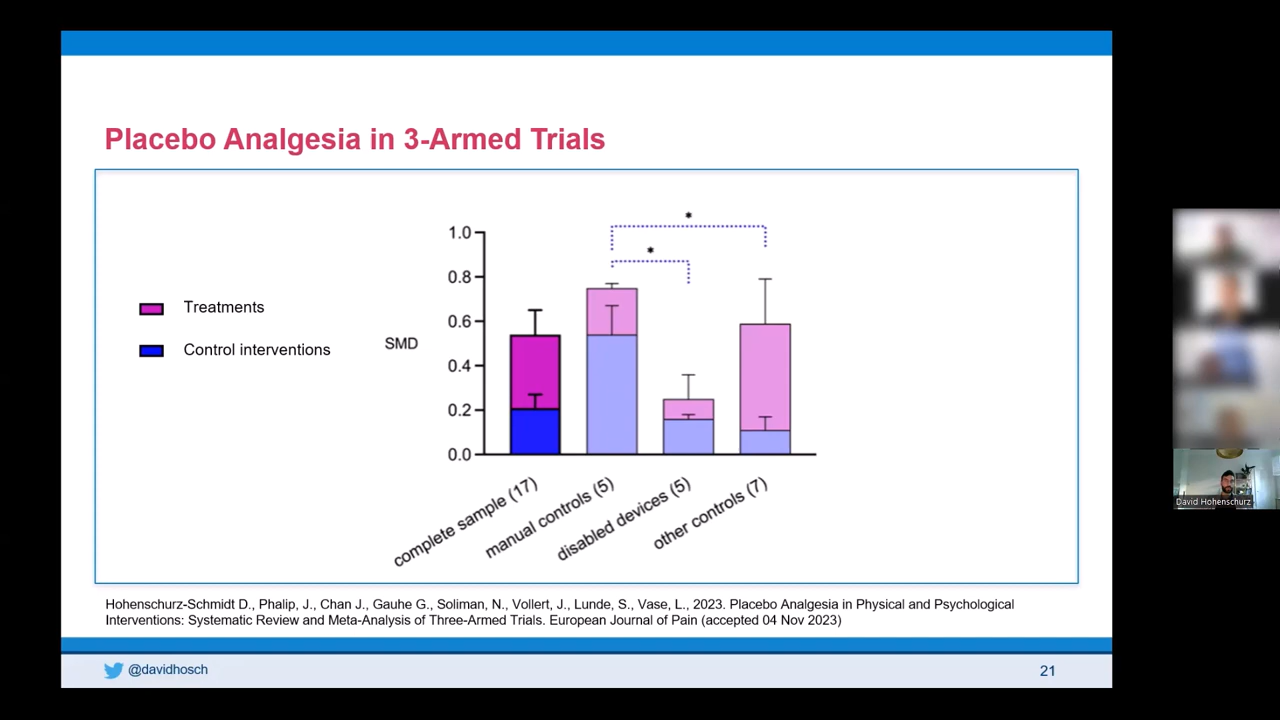 Placebo Analgesia in 3-Armed Trials
Treatments
Control interventions
SMD
1.0
0.8
0.6
0.4
0.2
0.0
*
*
complete sample (17)
manual controls (5)
disabled devices (5)
other controls (7)
Hohenschurz-Schmidt D., Phalip, J., Chan J., Gauhe G., Soliman, N., Vollert, J., Lunde, S., Vase, L., 2023. Placebo Analgesia in Physical and Psychological
Interventions: Systematic Review and Meta-Analysis of Three-Armed Trials. European Journal of Pain (accepted 04 Nov 2023)
@davidhosch
21
David Hohenschurz